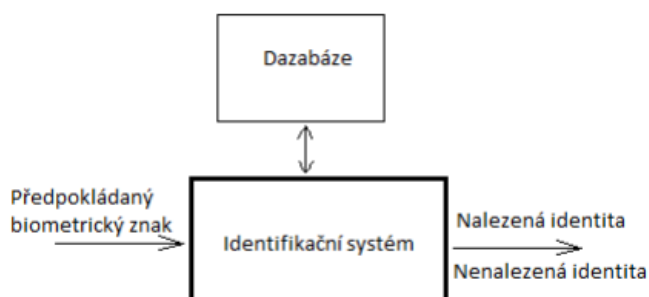 Dazabáze
Předpokládaný
biometrický znak
Identifikační systém
Nalezená identita
Nenalezená identita